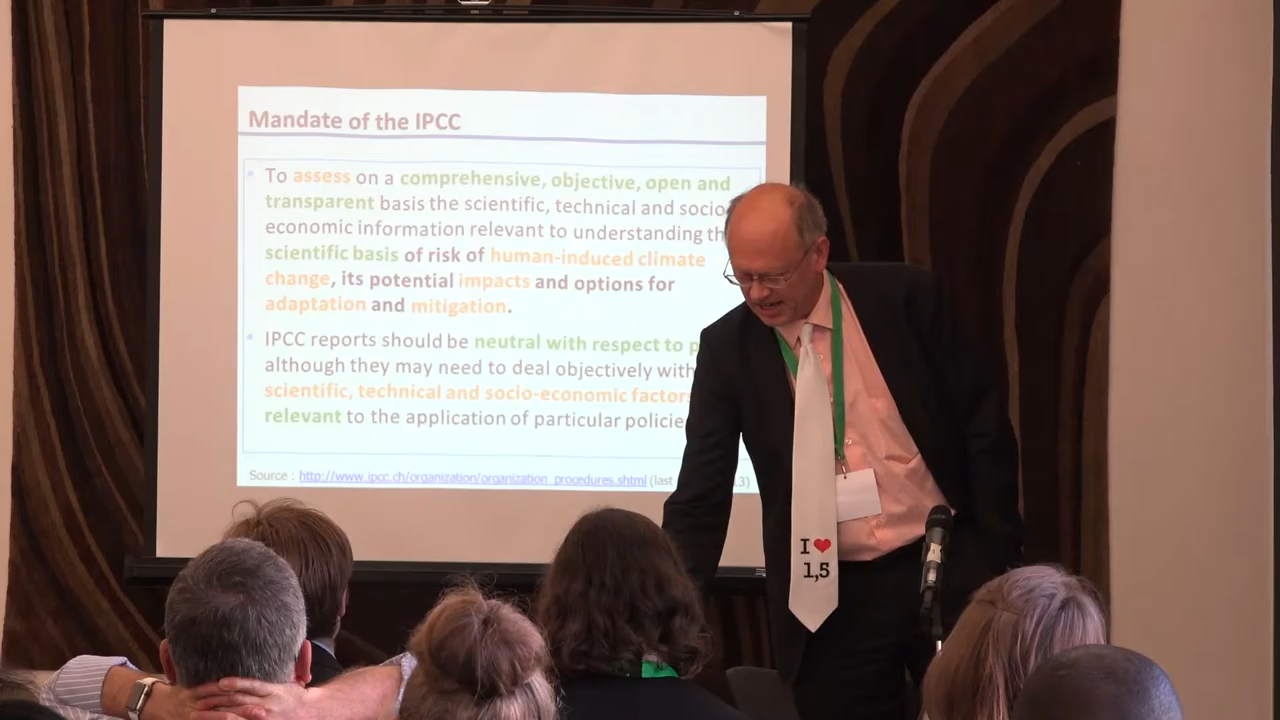 Mandate of the IPCC
To assess on a comprehensive, objective, open and
transparent basis the scientific, technical and socio-
economic information relevant to understanding th
scientific basis of risk of human-induced climate
change, its potential impacts and options for
adaptation and mitigation.
IPCC reports should be neutral with respect to p
although they may need to deal objectively with
scientific, technical and socio-economic factors
relevant to the application of particular policie
Source : http://www.ipcc.ch/organization/organization_procedures.shtml (last 13)
I ❤
1,5